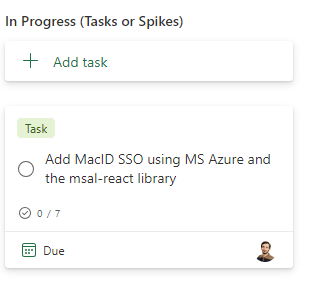 In Progress (Tasks or Spikes)
Add task
Task
Add MacID SSO using MS Azure and
the msal-react library
0 / 7
Due